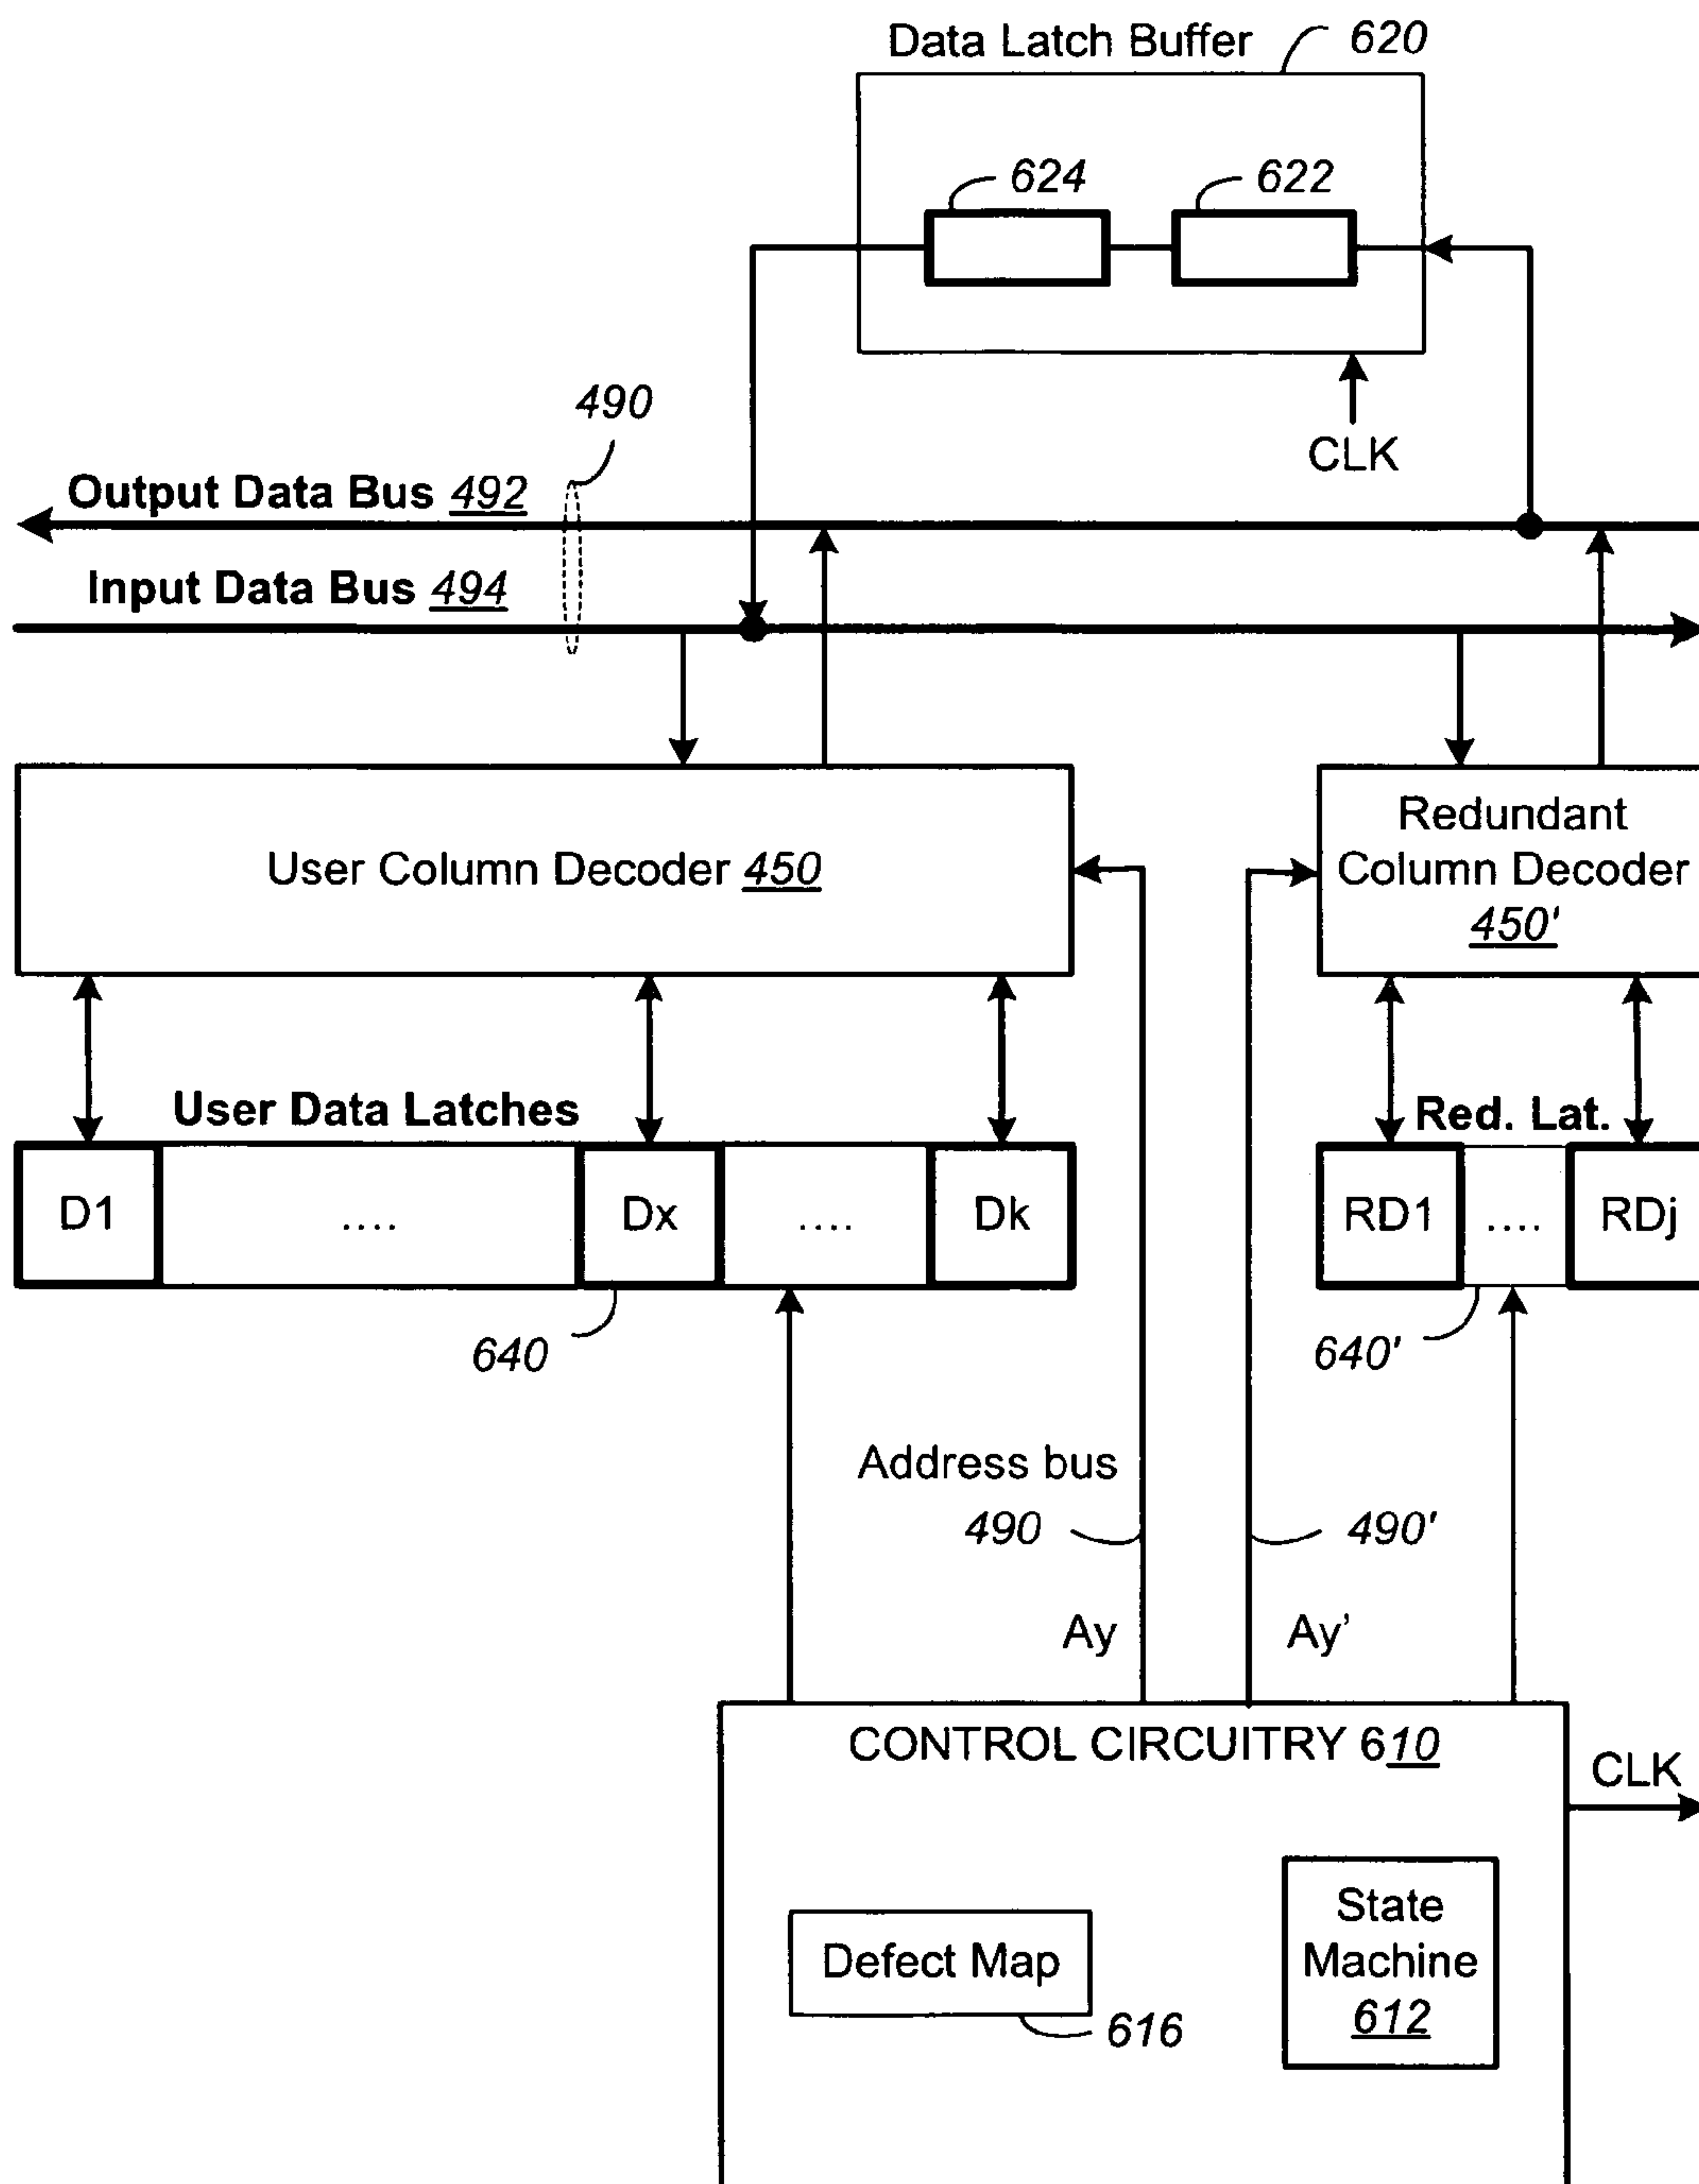 Data Latch Buffer 620
624 622
CLK
490
Output Data Bus 492
Input Data Bus 494
User Column Decoder 450
Redundant
Column Decoder
450'
User Data Latches
Red. Lat.
D1 .... Dx .... Dk
RD1 .... RDj
640
640'
Address bus
490 490'
Ay Ay’
CONTROL CIRCUITRY 610
CLK
State
Machine
612
Defect Map
616